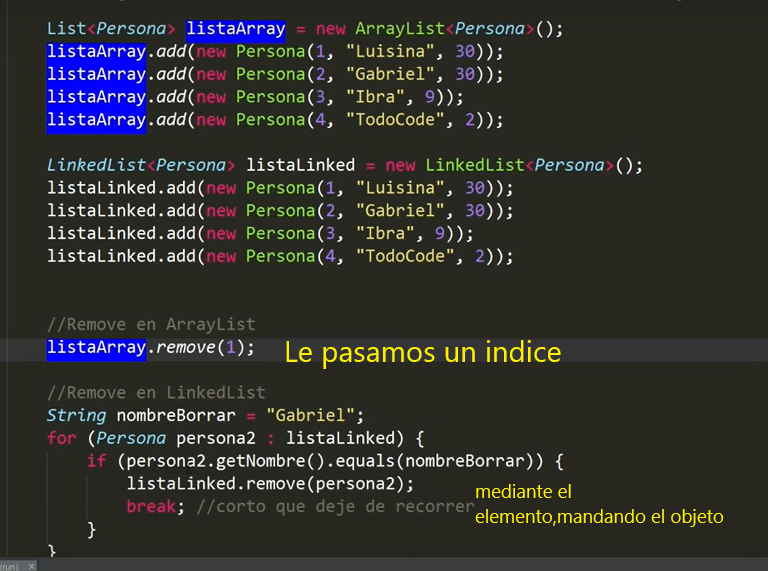 List<Persona> listaArray = new ArrayList<Persona>();
listaArray.add(new Persona(1, "Luisina", 30));
listaArray.add(new Persona(2, "Gabriel", 30));
listaArray.add(new Persona(3, "Ibra", 9));
listaArray.add(new Persona(4, "TodoCode", 2));
LinkedList<Persona> listaLinked = new LinkedList<Persona>();
listaLinked.add(new Persona(1, "Luisina", 30));
listaLinked.add(new Persona(2, "Gabriel", 30));
listaLinked.add(new Persona(3, "Ibra", 9));
listaLinked.add(new Persona(4, "TodoCode", 2));
//Remove en ArrayList
listaArray.remove(1);
Le pasamos un indice
//Remove en LinkedList
String nombreBorrar = "Gabriel";
for (Persona persona2 : listaLinked) {
if (persona2.getNombre().equals(nombreBorrar)) {
listaLinked.remove(persona2);
break; //corto que deje de recorrer
mediante el
elemento,mandando el objeto
}
}
(run) ×